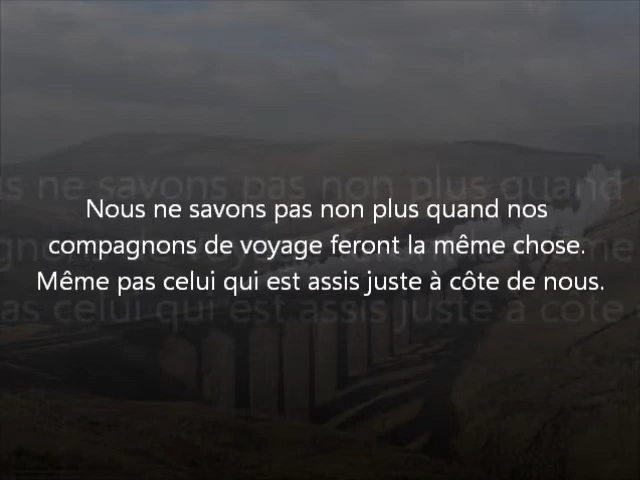 Nous ne savons pas non plus quand nos
compagnons de voyage feront la même chose.
Même pas celui qui est assis juste à côte de nous.